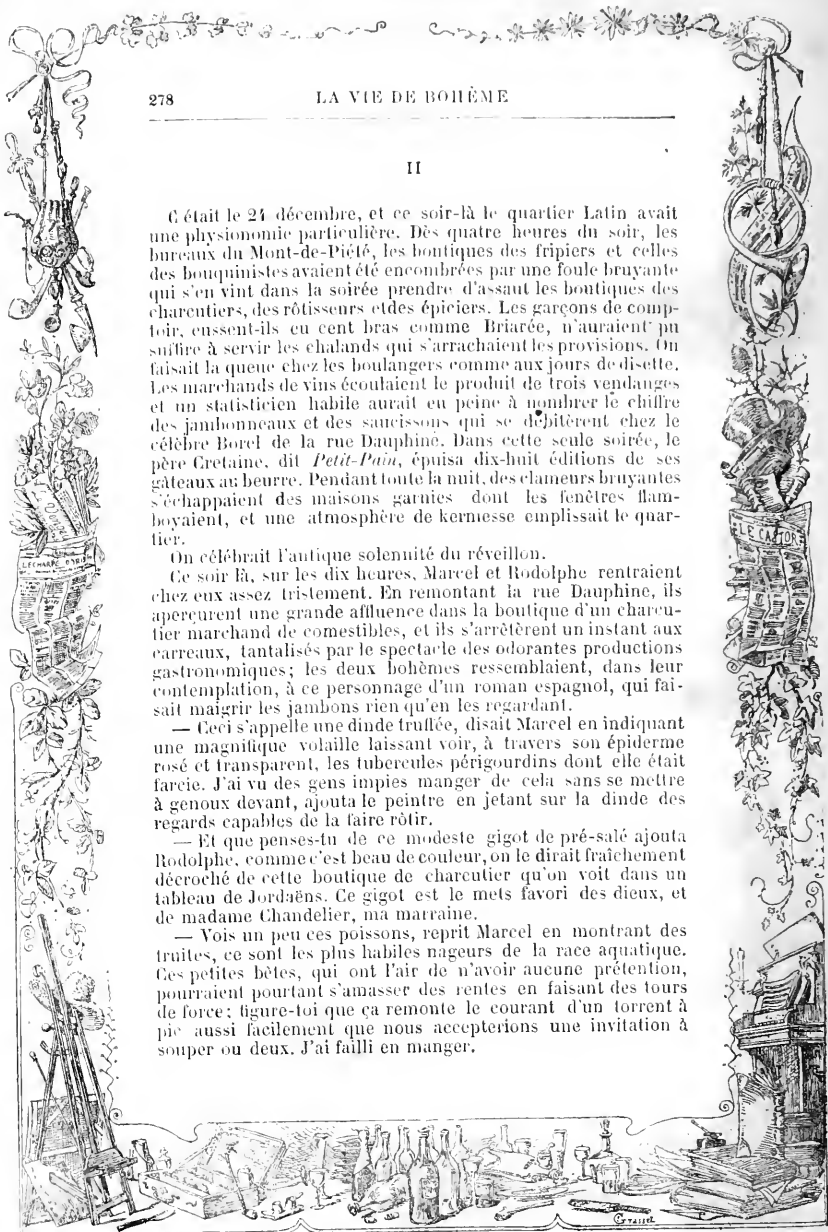 278 LA VIE DE BOHÈME
II
C'était le 24 décembre, et ce soir-là le quartier Latin avait
une physionomie particulière. Dès quatre heures du soir, les
bureaux du Mont-de-Piété, les boutiques des fripiers et celles
des bouquinistes avaient été encombrées par une foule bruyante
qui s'en vint dans la soirée prendre d'assaut les boutiques des
charcutiers, des rôtisseurs et des épiciers. Les garçons de comp-
toir, eussent-ils eu cent bras comme Briarée, n'auraient pu
suffire à servir les chalands qui s'arrachaient les provisions. On
faisait la queue chez les boulangers comme aux jours de disette.
Les marchands de vins écoulaient le produit de trois vendanges
et un statisticien habile aurait eu peine à nombrer le chiffre
des jambonneaux et des saucissons qui se débitèrent chez le
célèbre Borel de la rue Dauphine. Dans cette seule soirée, le
père Cretaine, dit Petit-Pain, épuisa dix-huit éditions de ses
gâteaux au beurre. Pendant toute la nuit, des clameurs bruyantes
s'échappaient des maisons garnies dont les fenêtres flam-
boyaient, et une atmosphère de kermesse emplissait le quar-
tier.
On célébrait l'antique solennité du réveillon.
Ce soir là, sur les dix heures, Marcel et Rodolphe rentraient
chez eux assez tristement. En remontant la rue Dauphine, ils
aperçurent une grande affluence dans la boutique d'un charcu-
tier marchand de comestibles, et ils s'arrêtèrent un instant aux
carreaux, tantalisés par le spectacle des odorantes productions
gastronomiques; les deux bohèmes ressemblaient, dans leur
contemplation, à ce personnage d'un roman espagnol, qui fai-
sait maigrir les jambons rien qu'en les regardant.
— Ceci s'appelle une dinde truffée, disait Marcel en indiquant
une magnifique volaille laissant voir, à travers son épiderme
rosé et transparent, les tubercules périgourdins dont elle était
farcie. J'ai vu des gens impies manger de cela sans se mettre
à genoux devant, ajouta le peintre en jetant sur la dinde des
regards capables de la faire rôtir.
— Et que penses-tu de ce modeste gigot de pré-salé ajouta
Rodolphe, comme c'est beau de couleur, on le dirait fraîchement
décroché de cette boutique de charcutier qu'on voit dans un
tableau de Jordaëns. Ce gigot est le mets favori des dieux, et
de madame Chandelier, ma marraine.
— Vois un peu ces poissons, reprit Marcel en montrant des
truites, ce sont les plus habiles nageurs de la race aquatique.
Ces petites bêtes, qui ont l'air de n'avoir aucune prétention,
pourraient pourtant s'amasser des rentes en faisant des tours
de force; figure-toi que ça remonte le courant d'un torrent à
pic aussi facilement que nous accepterions une invitation à
souper ou deux. J'ai failli en manger.
LE CASTOR